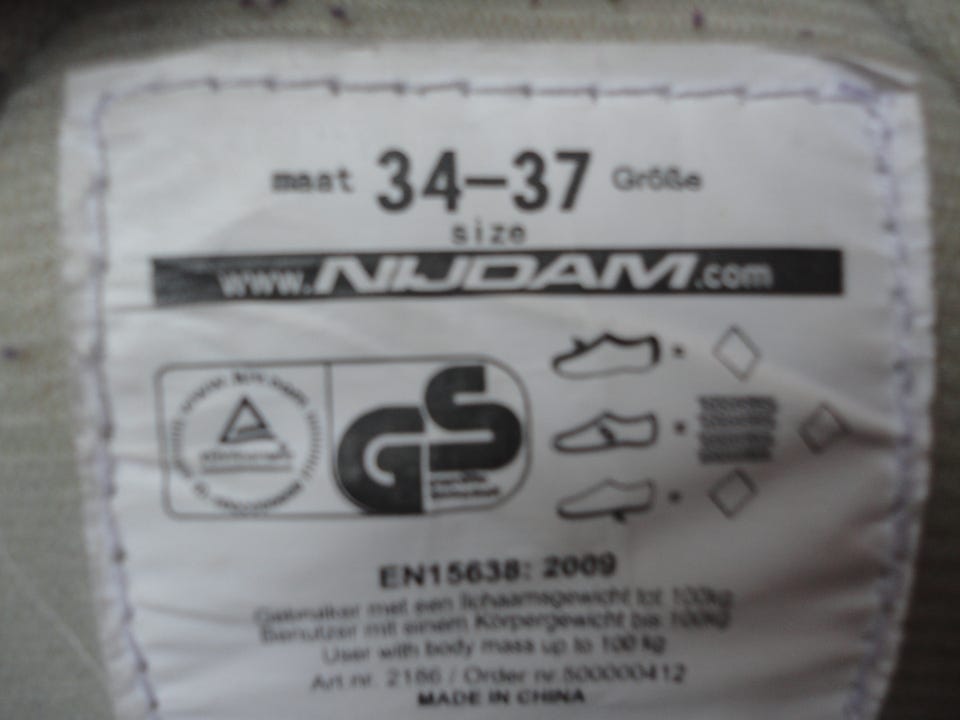 maat 34-37 Größe
size
www.NIJDAM.com
GS
geprüfte
Sicherheit
EN15638: 2009
Gebruiker met een lichaamsgewicht tot 100kg
Benutzer mit einem Körpergewicht bis 100kg
User with body mass up to 100 kg
Art.nr. 2186 / Order nr.500000412
MADE IN CHINA